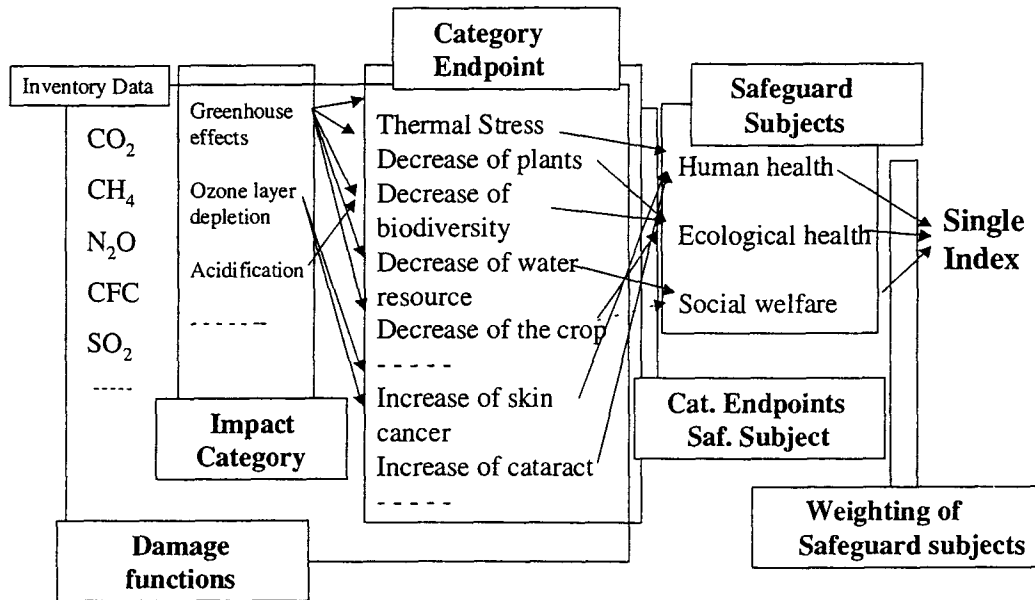 Category
Endpoint
Inventory Data
CO2
CH4
N2O
CFC
SO2
-----
Greenhouse
effects
Ozone layer
depletion
Acidification
-------
Impact
Category
Thermal Stress
Decrease of plants
Decrease of
biodiversity
Decrease of water
resource
Decrease of the crop
-----
Increase of skin
cancer
Increase of cataract
-----
Safeguard
Subjects
Human health
Ecological health
Social welfare
Cat. Endpoints
Saf. Subject
Single
Index
Weighting of
Safeguard subjects
Damage
functions